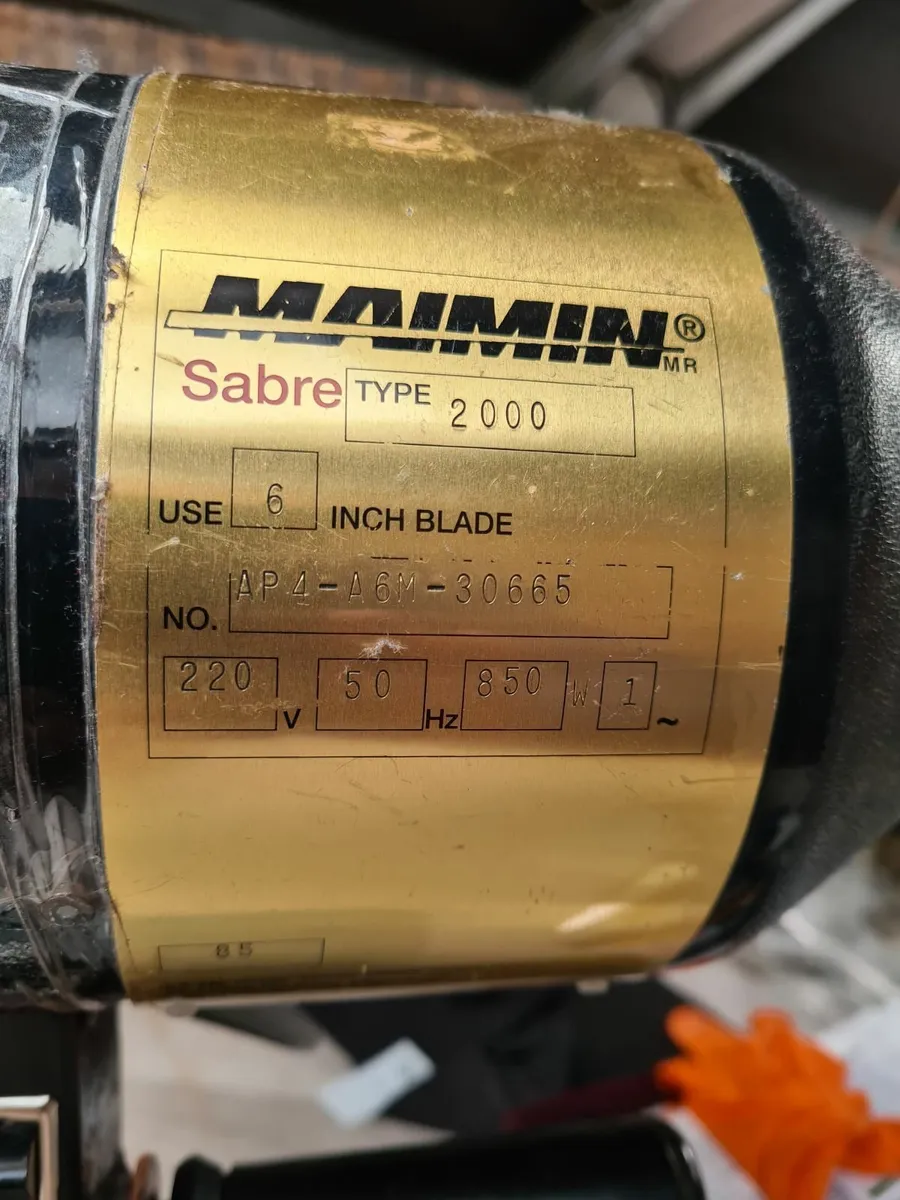 MAIMIN®
MR
Sabre TYPE 2000
USE 6 INCH BLADE
NO. AP4-A6M-30665
220 V 50 Hz 850 W 1 ~
85